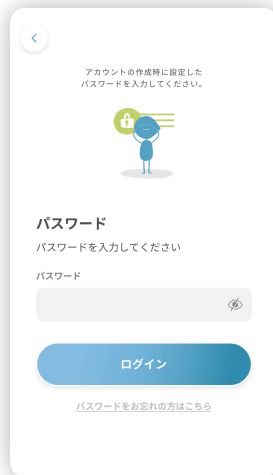 アカウントの作成時に設定した
パスワードを入力してください。
パスワード
パスワードを入力してください
パスワード
ログイン
パスワードをお忘れの方はこちら